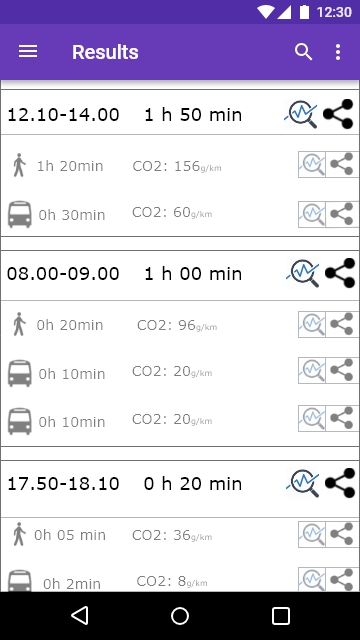 12:30
Results
12.10-14.00 1 h 50 min
1h 20min CO2: 156g/km
0h 30min CO2: 60g/km
08.00-09.00 1 h 00 min
0h 20min CO2: 96g/km
0h 10min CO2: 20g/km
0h 10min CO2: 20g/km
17.50-18.10 0 h 20 min
0h 05 min CO2: 36g/km
0h 2min CO2: 8g/km